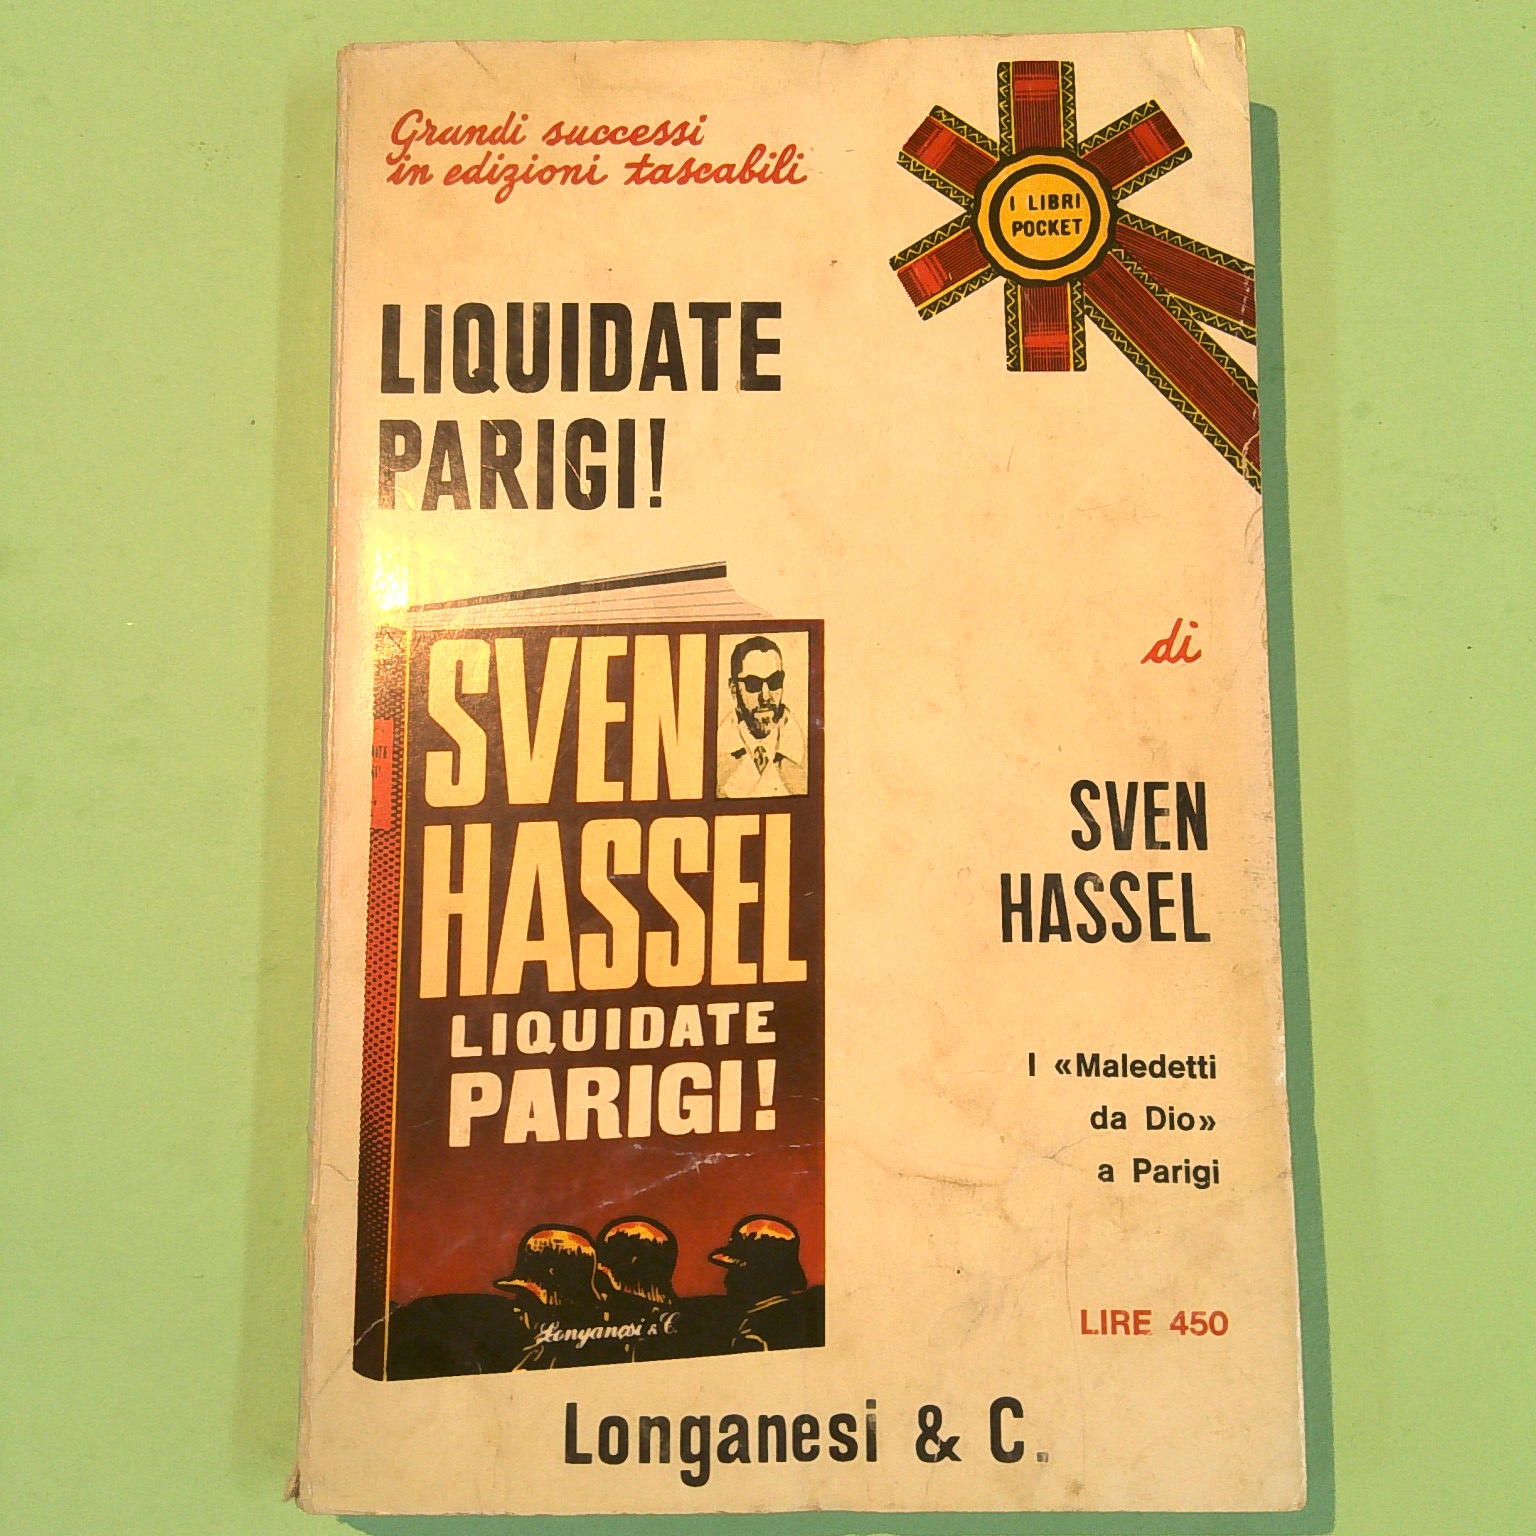 Grandi successi
in edizioni tascabili
I LIBRI
POCKET
LIQUIDATE
PARIGI!
di
SVEN
HASSEL
SVEN
HASSEL
LIQUIDATE
PARIGI!
Longanesi & C.
I «Maledetti
da Dio»
a Parigi
LIRE 450
Longanesi & C.